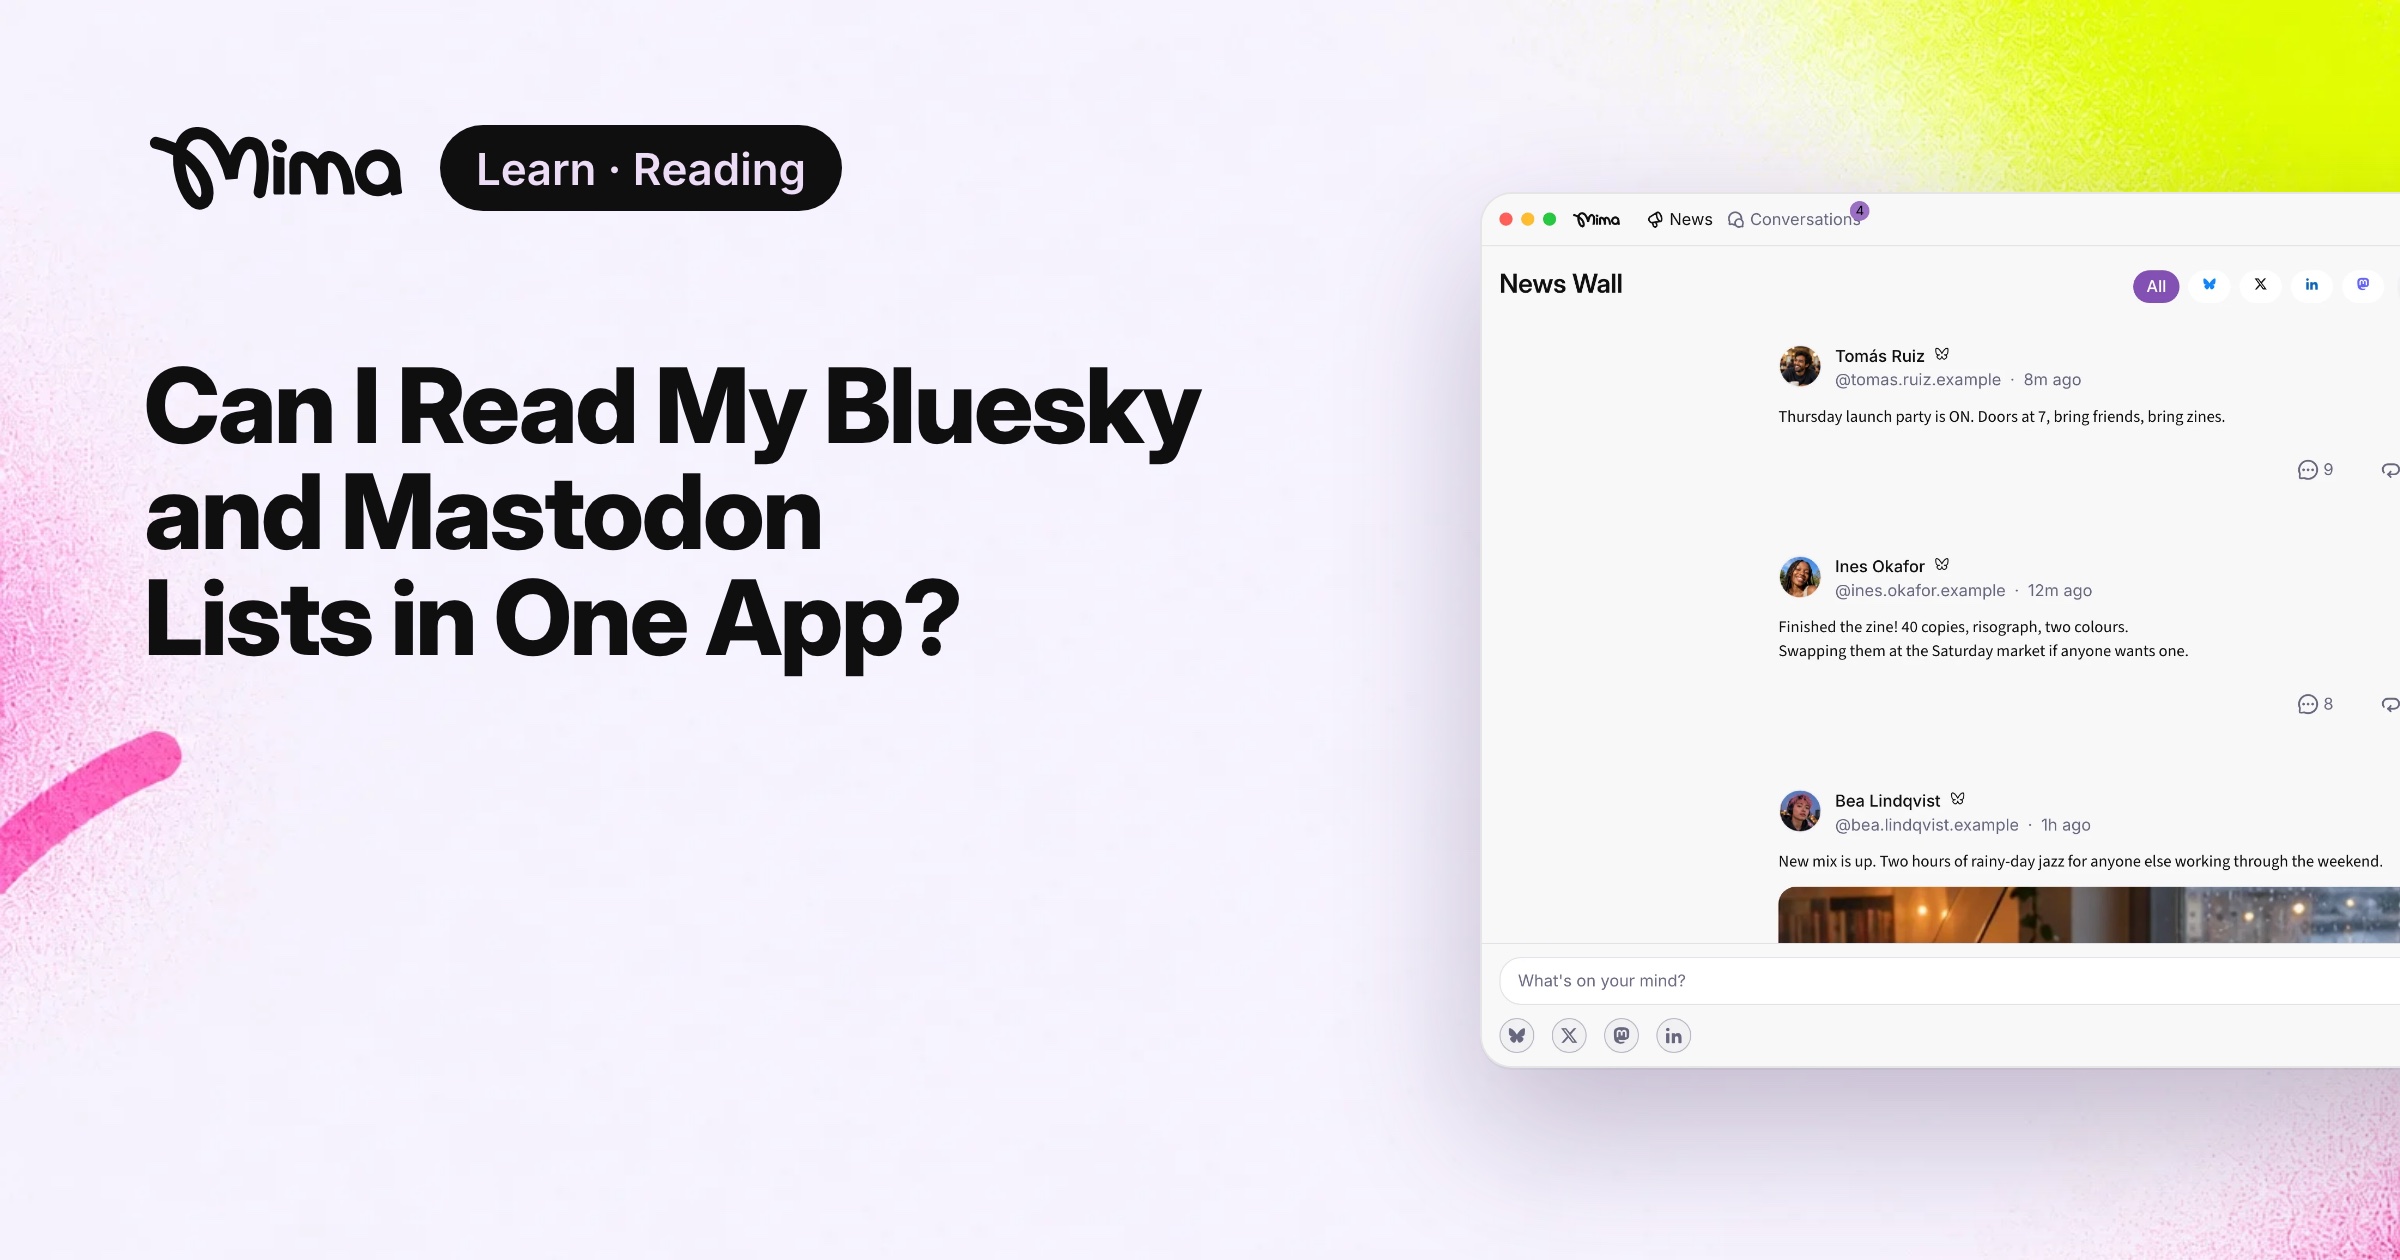 Mima
Learn · Reading
Can I Read My Bluesky
and Mastodon
Lists in One App?
Mima
News
Conversations
4
News Wall
All
X
in
m
Tomás Ruiz
@tomas.ruiz.example · 8m ago
Thursday launch party is ON. Doors at 7, bring friends, bring zines.
9
Ines Okafor
@ines.okafor.example · 12m ago
Finished the zine! 40 copies, risograph, two colours.
Swapping them at the Saturday market if anyone wants one.
8
Bea Lindqvist
@bea.lindqvist.example · 1h ago
New mix is up. Two hours of rainy-day jazz for anyone else working through the weekend.
What's on your mind?
X
m
in